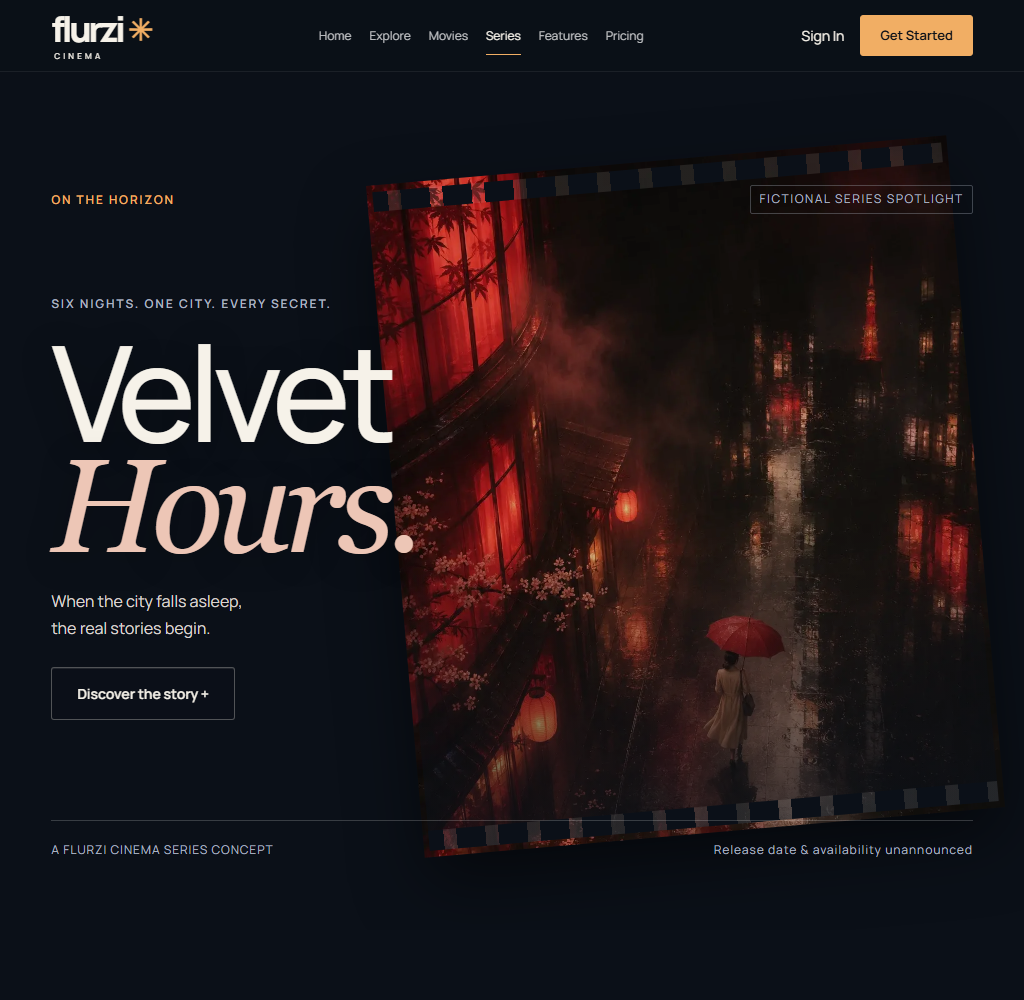 flurzi
CINEMA
Home
Explore
Movies
Series
Features
Pricing
Sign In
Get Started
ON THE HORIZON
FICTIONAL SERIES SPOTLIGHT
SIX NIGHTS. ONE CITY. EVERY SECRET.
Velvet
Hours.
When the city falls asleep,
the real stories begin.
Discover the story +
A FLURZI CINEMA SERIES CONCEPT
Release date & availability unannounced